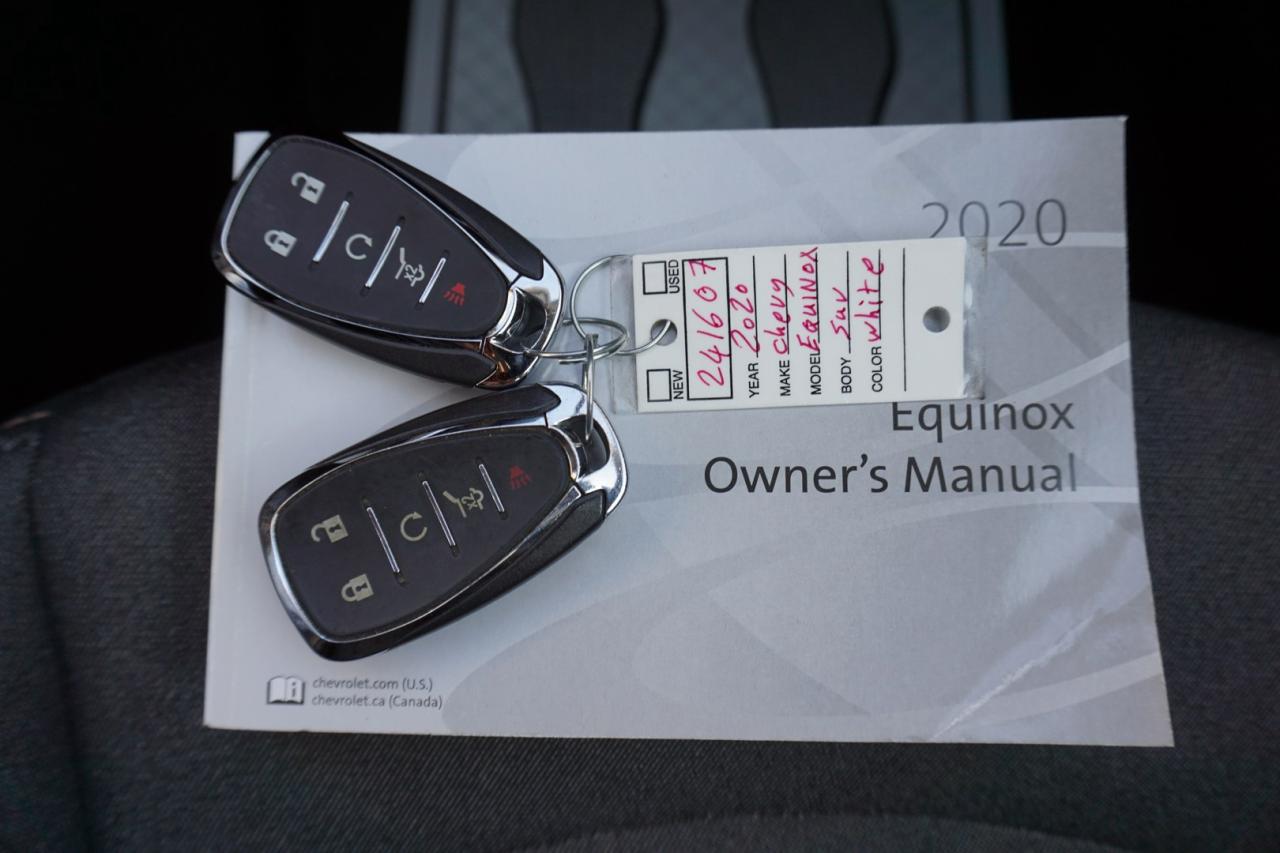 2020
USED
NEW
241607
YEAR 2020
MAKE Chevy
MODEL EquiNox
BODY Suv
COLOR white
Equinox
Owner's Manual
chevrolet.com (U.S.)
chevrolet.ca (Canada)